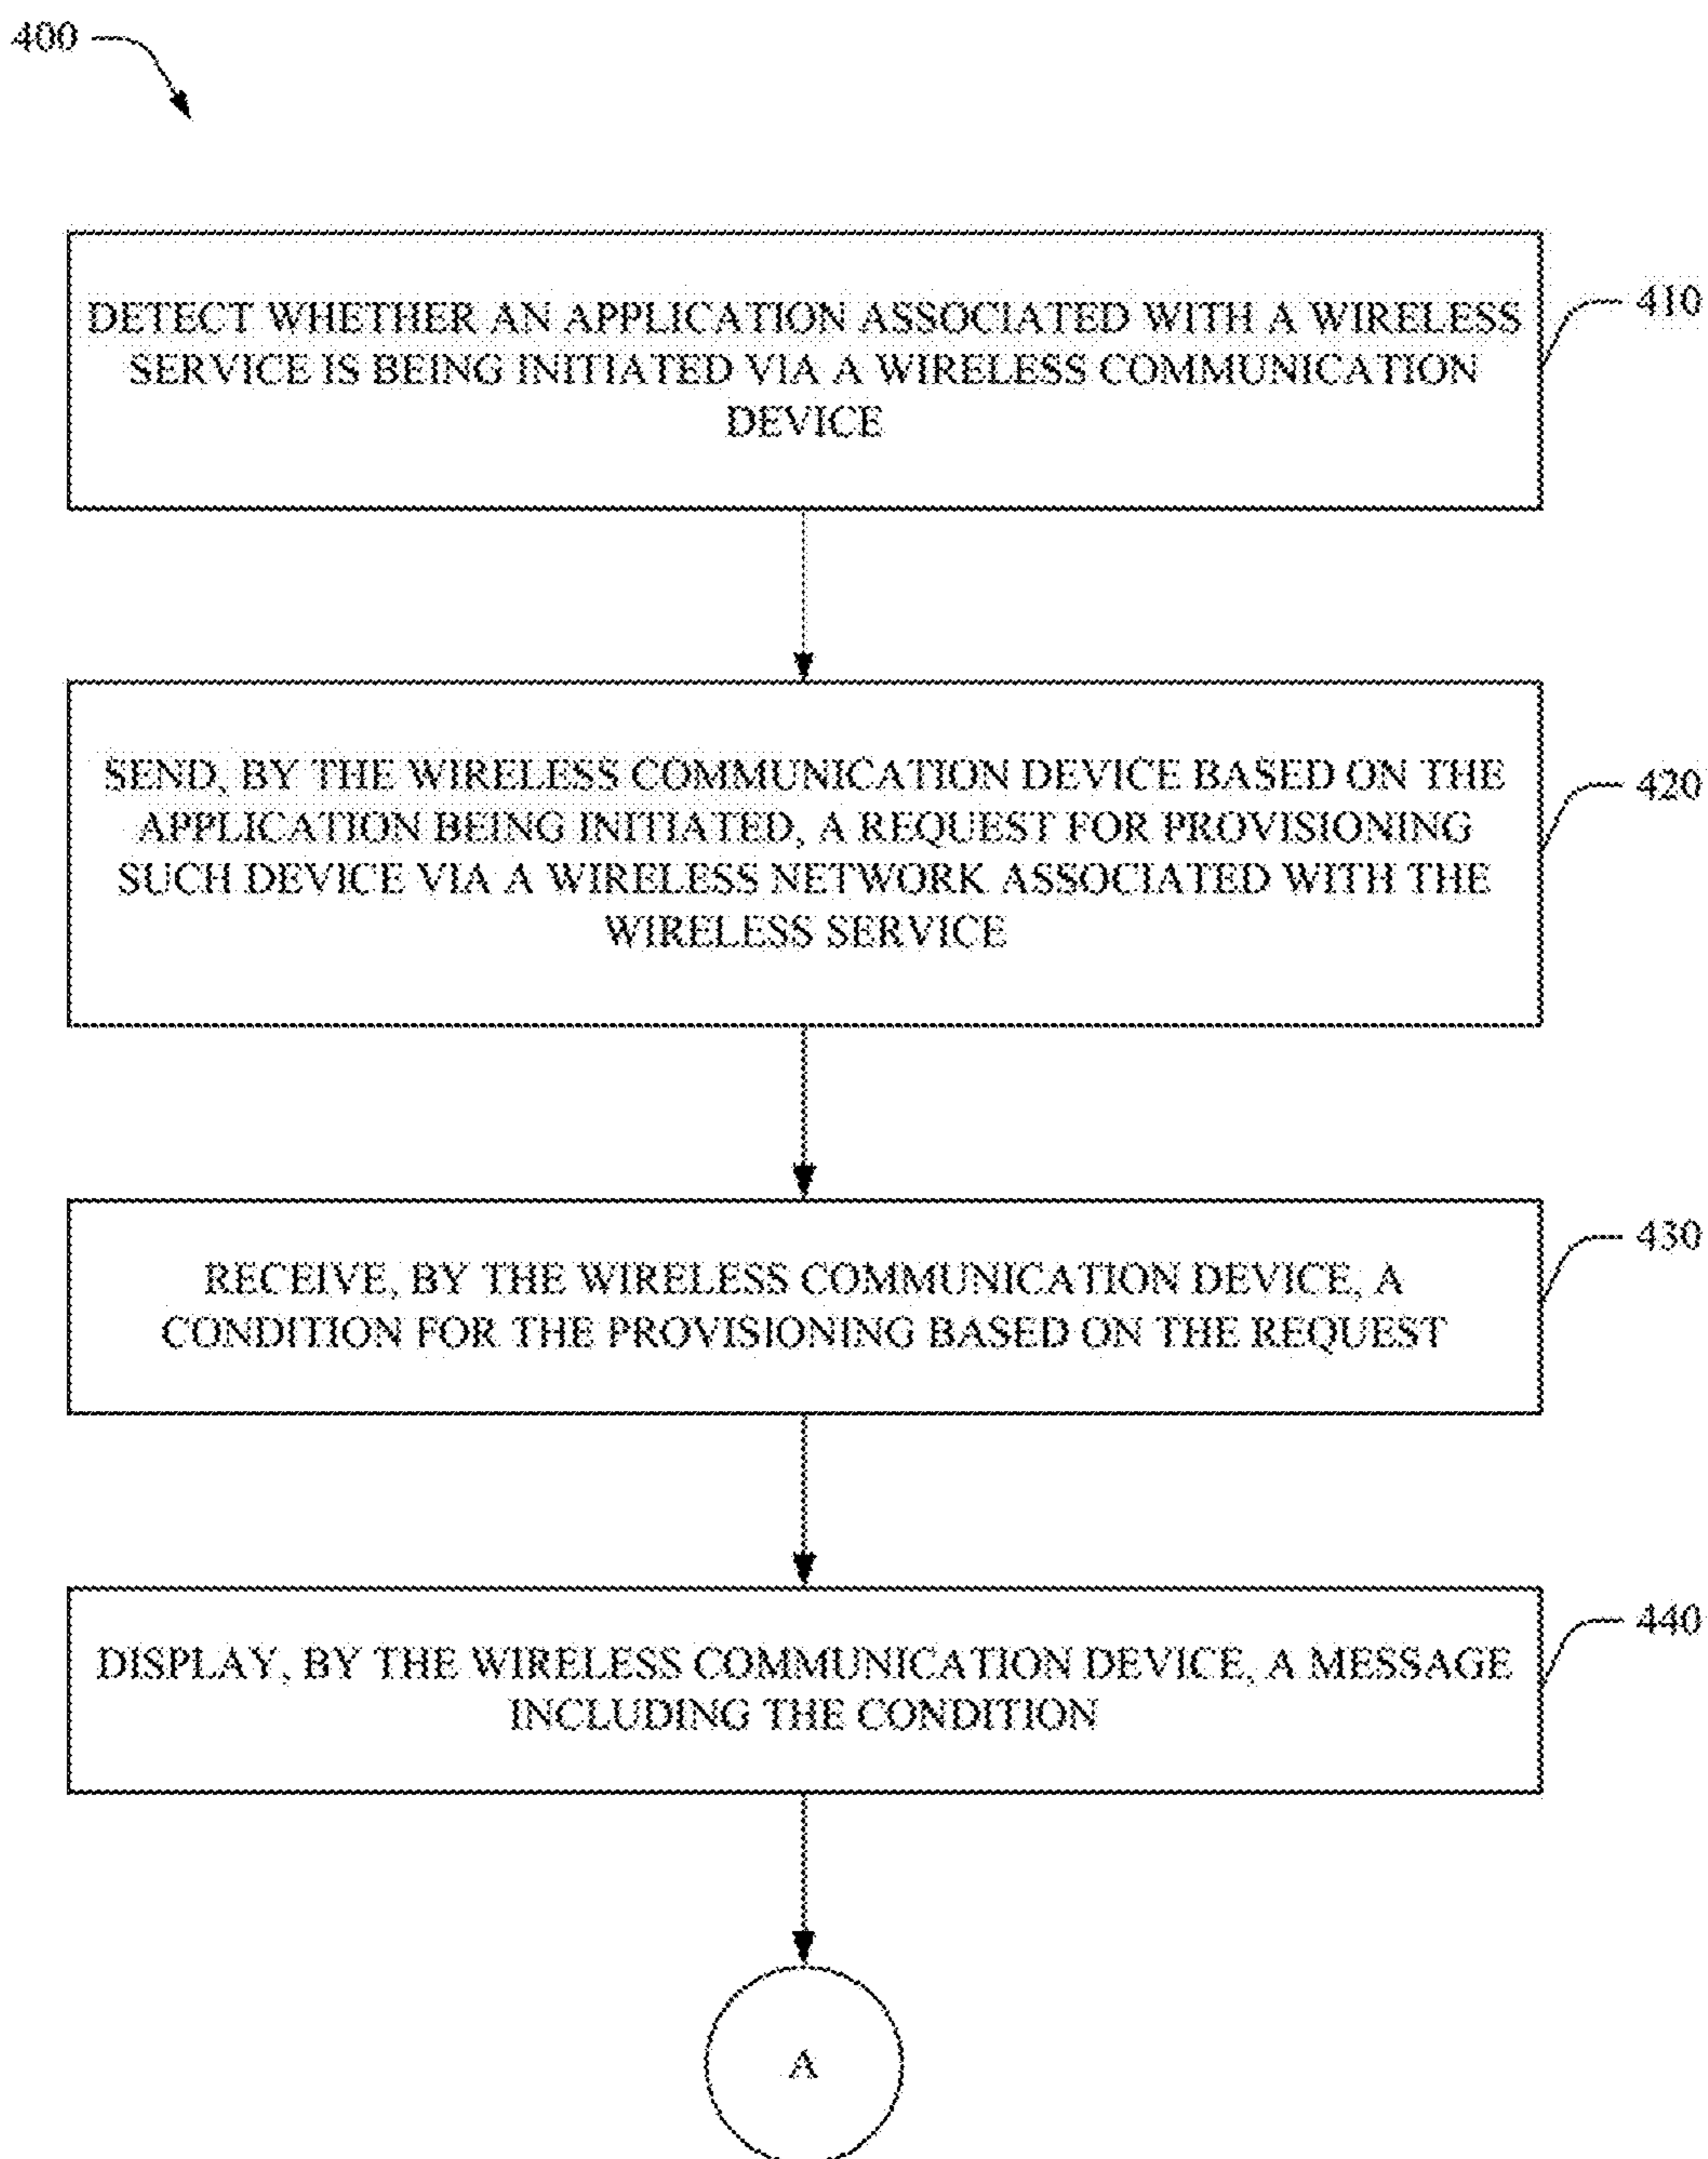 400
DETECT WHETHER AN APPLICATION ASSOCIATED WITH A WIRELESS
SERVICE IS BEING INITIATED VIA A WIRELESS COMMUNICATION
DEVICE
410
SEND, BY THE WIRELESS COMMUNICATION DEVICE BASED ON THE
APPLICATION BEING INITIATED, A REQUEST FOR PROVISIONING
SUCH DEVICE VIA A WIRELESS NETWORK ASSOCIATED WITH THE
WIRELESS SERVICE
420
RECEIVE, BY THE WIRELESS COMMUNICATION DEVICE, A
CONDITION FOR THE PROVISIONING BASED ON THE REQUEST
430
DISPLAY, BY THE WIRELESS COMMUNICATION DEVICE, A MESSAGE
INCLUDING THE CONDITION
440
A